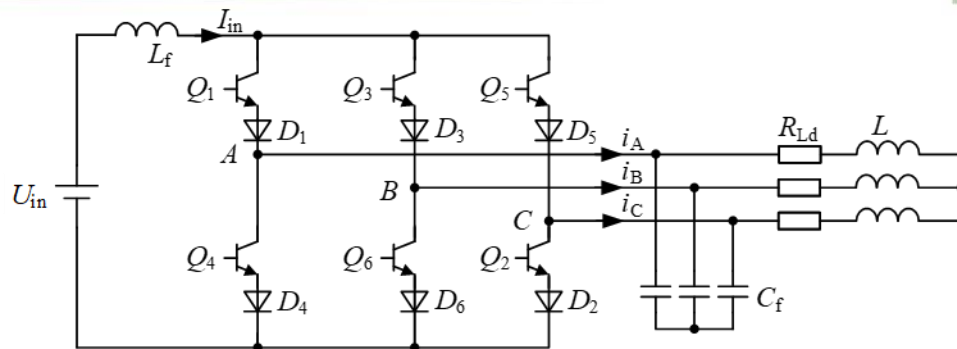 I_in
L_f
Q_1 Q_3 Q_5
D_1 D_3 D_5
R_Ld L
A i_A
U_in
B i_B
C i_C
Q_4 Q_6 Q_2
D_4 D_6 D_2 C_f